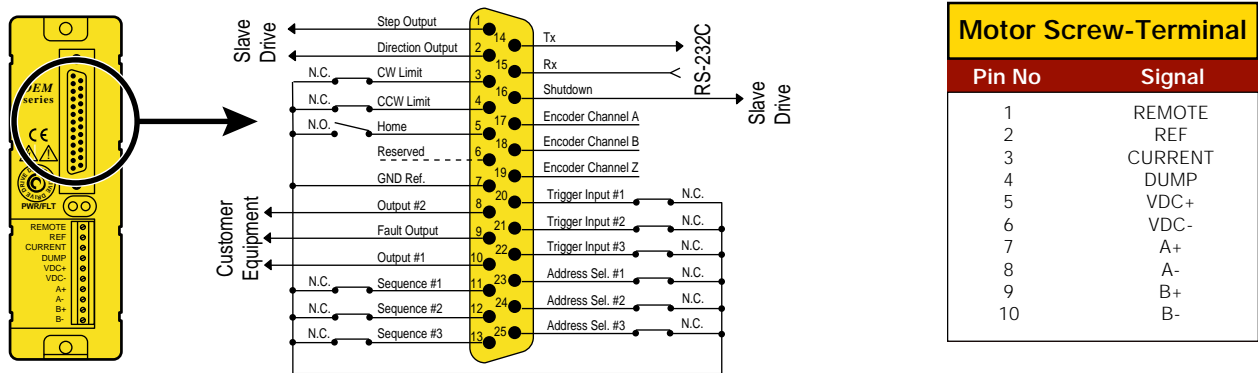 OEM
series
CE
DRIVE DRIVE DRIVE
PWR/FLT
REMOTE
REF
CURRENT
DUMP
VDC+
VDC-
A+
A-
B+
B-
Slave
Drive
Customer
Equipment
1 Step Output
2 Direction Output
3 CW Limit N.C.
4 CCW Limit N.C.
5 Home N.O.
6 Reserved
7 GND Ref.
8 Output #2
9 Fault Output
10 Output #1
11 Sequence #1 N.C.
12 Sequence #2 N.C.
13 Sequence #3 N.C.
14 Tx
15 Rx
16 Shutdown
17 Encoder Channel A
18 Encoder Channel B
19 Encoder Channel Z
20 Trigger Input #1 N.C.
21 Trigger Input #2 N.C.
22 Trigger Input #3 N.C.
23 Address Sel. #1 N.C.
24 Address Sel. #2 N.C.
25 Address Sel. #3 N.C.
RS-232C
Slave
Drive
Motor Screw-Terminal
Pin No Signal
1 REMOTE
2 REF
3 CURRENT
4 DUMP
5 VDC+
6 VDC-
7 A+
8 A-
9 B+
10 B-